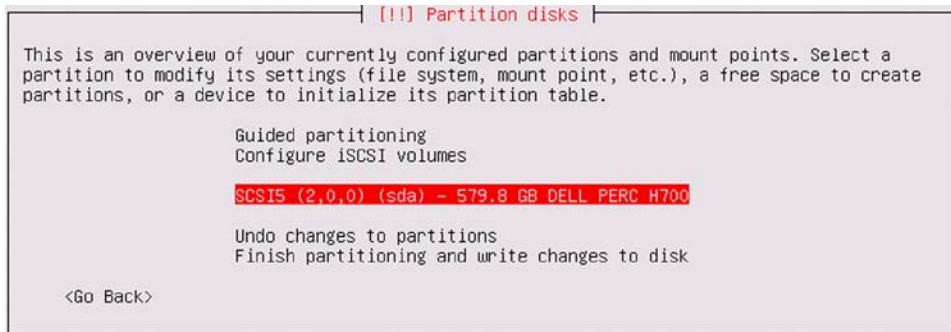 [!!] Partition disks
This is an overview of your currently configured partitions and mount points. Select a
partition to modify its settings (file system, mount point, etc.), a free space to create
partitions, or a device to initialize its partition table.
Guided partitioning
Configure iSCSI volumes
SCSI5 (2,0,0) (sda) - 579.8 GB DELL PERC H700
Undo changes to partitions
Finish partitioning and write changes to disk
<Go Back>